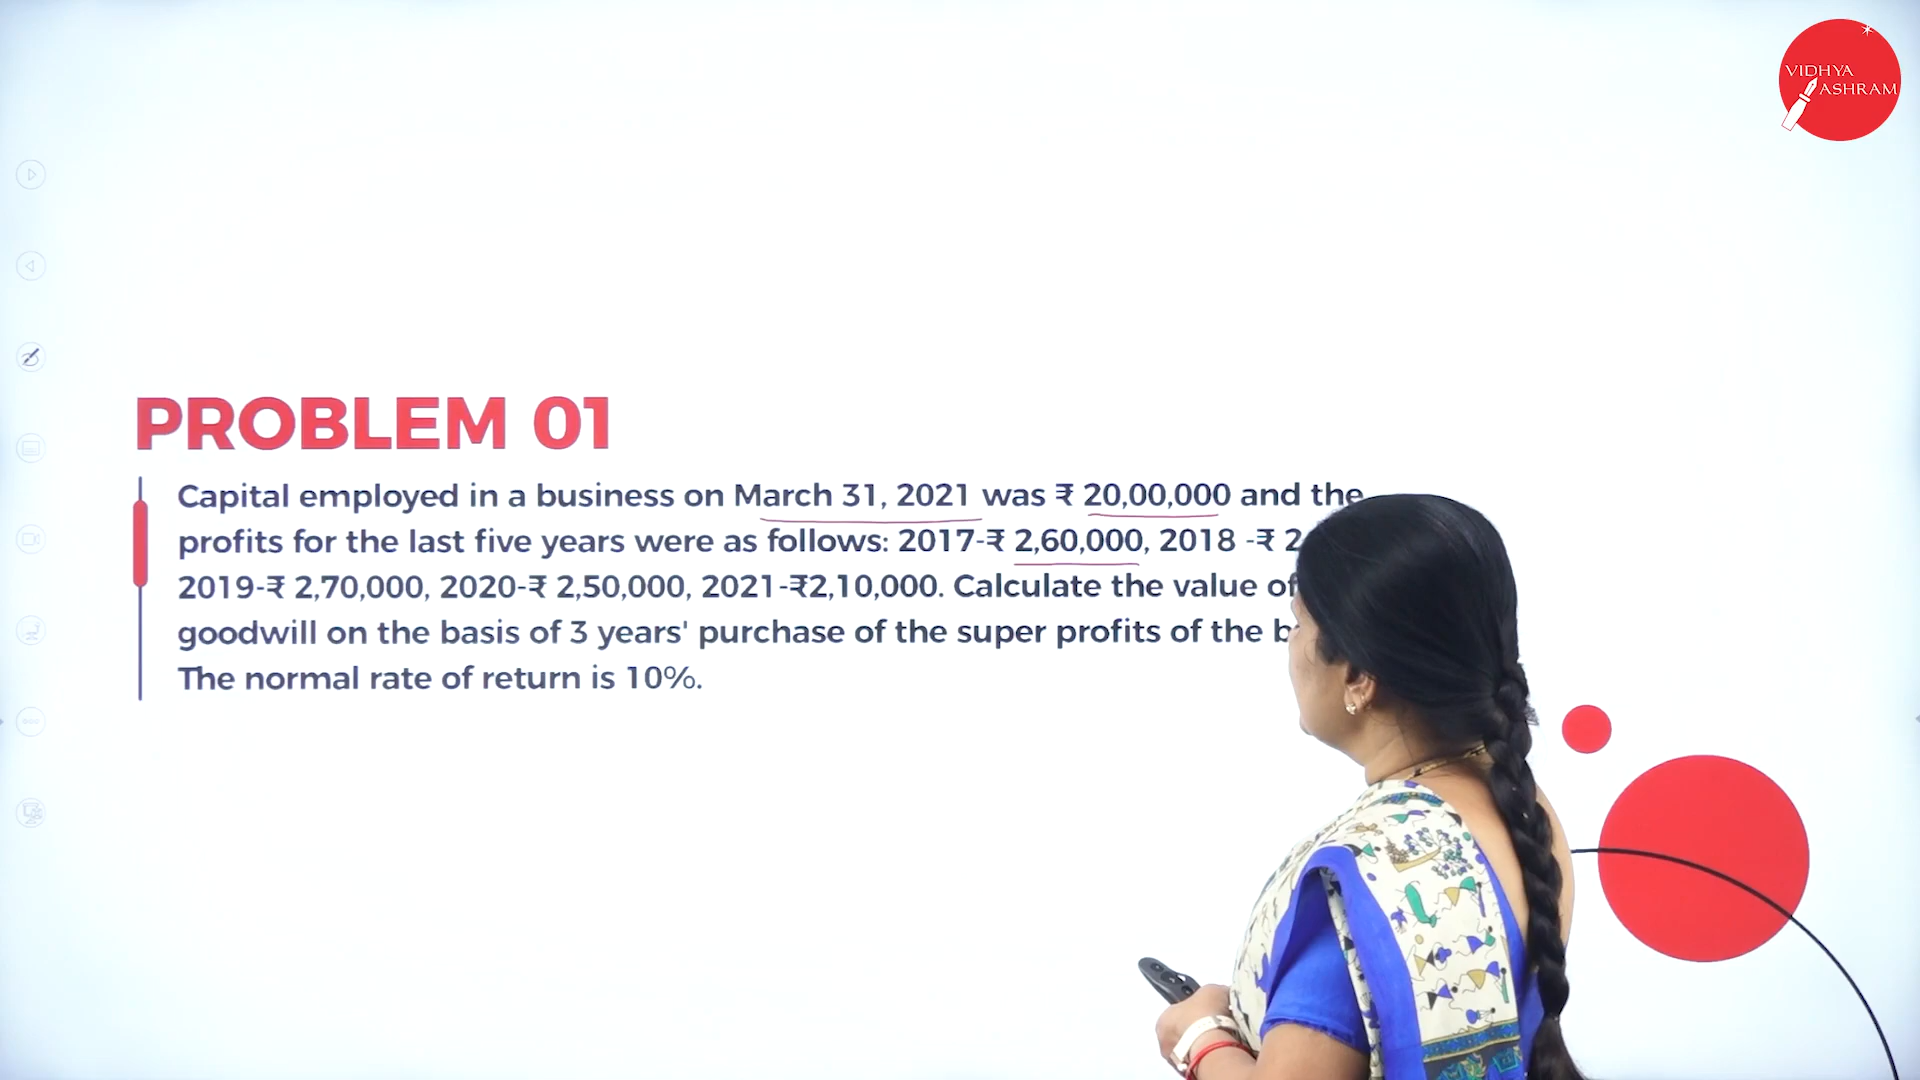 VIDHYA
ASHRAM
PROBLEM 01
Capital employed in a business on March 31, 2021 was ₹ 20,00,000 and the
profits for the last five years were as follows: 2017-₹ 2,60,000, 2018 -₹
2019-₹ 2,70,000, 2020-₹ 2,50,000, 2021-₹2,10,000. Calculate the value of
goodwill on the basis of 3 years' purchase of the super profits of the
The normal rate of return is 10%.